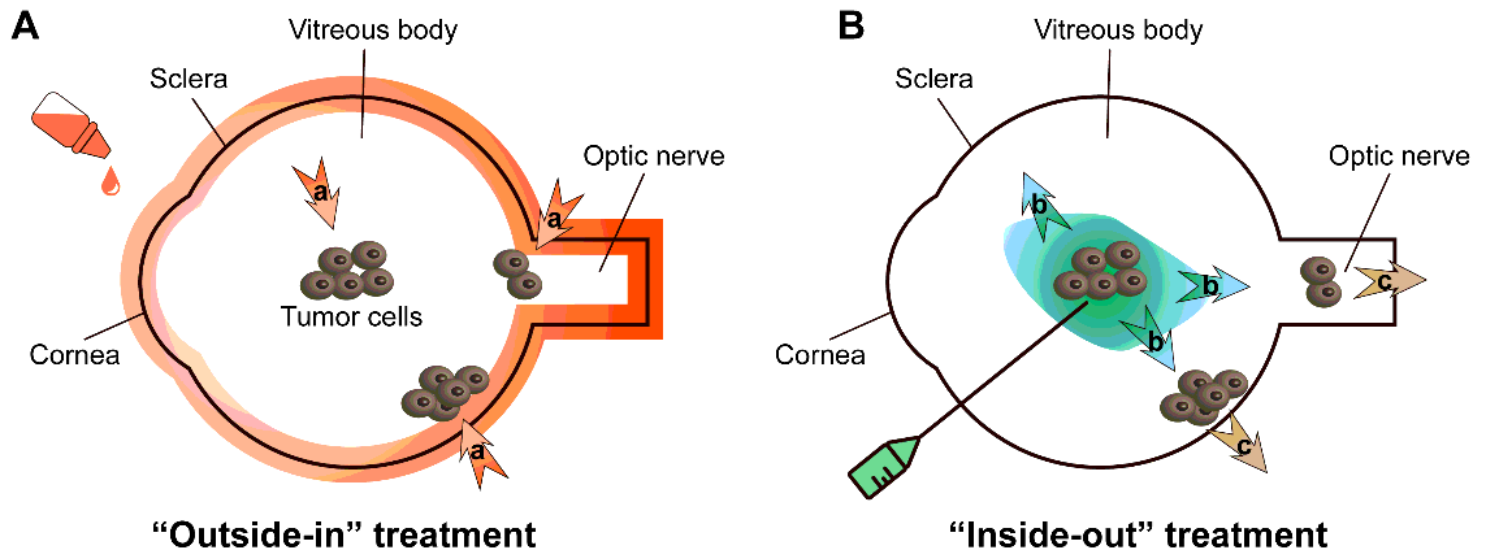 A
Vitreous body
Sclera
Optic nerve
a
a
Tumor cells
Cornea
a
“Outside-in” treatment
B
Vitreous body
Sclera
Optic nerve
b
b
c
b
Cornea
c
“Inside-out” treatment